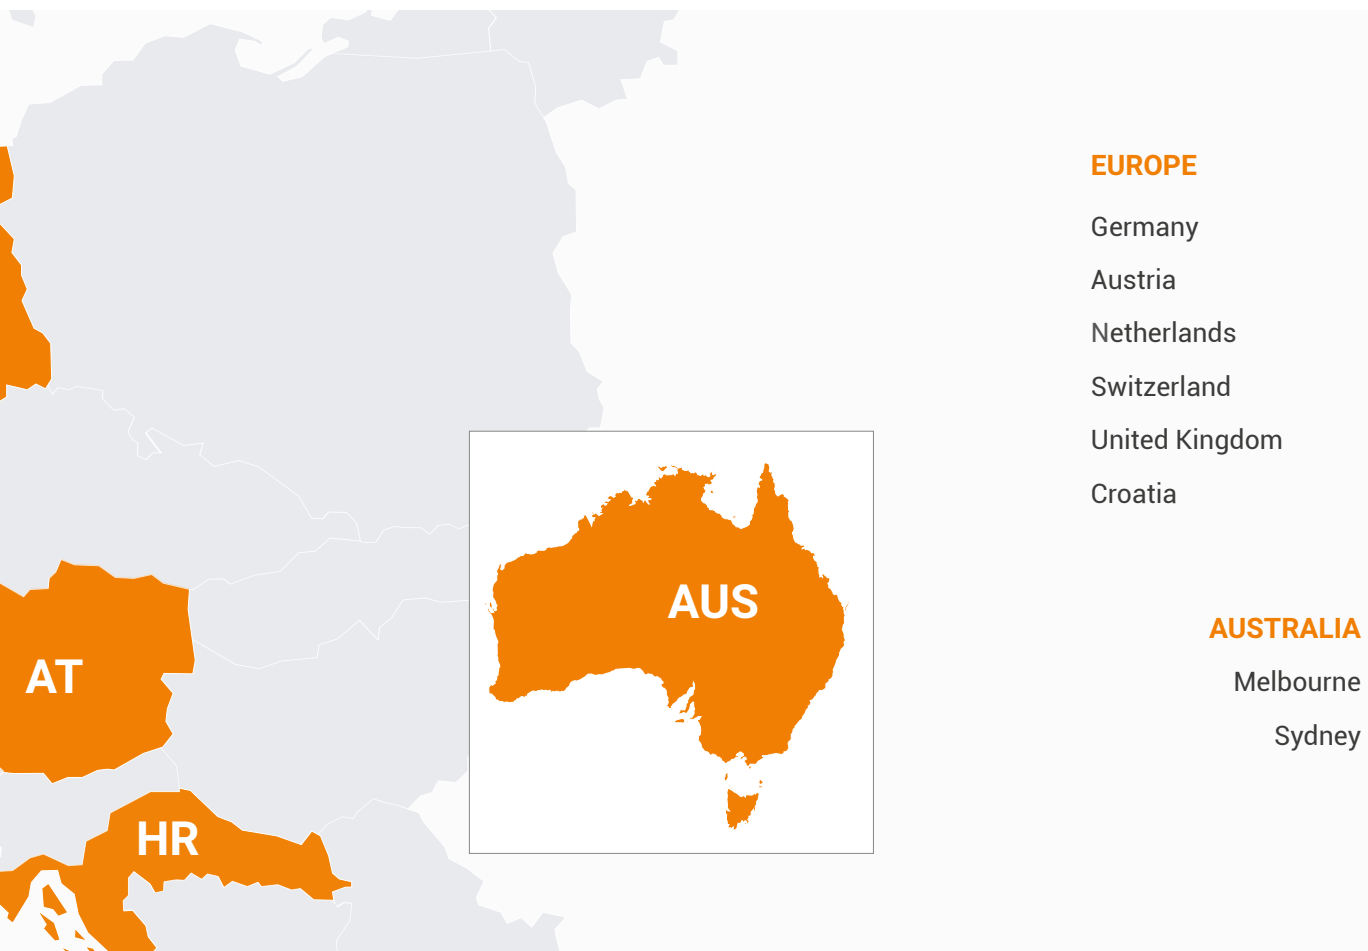 EUROPE
Germany
Austria
Netherlands
Switzerland
United Kingdom
Croatia
AUS
AUSTRALIA
AT
Melbourne
Sydney
HR